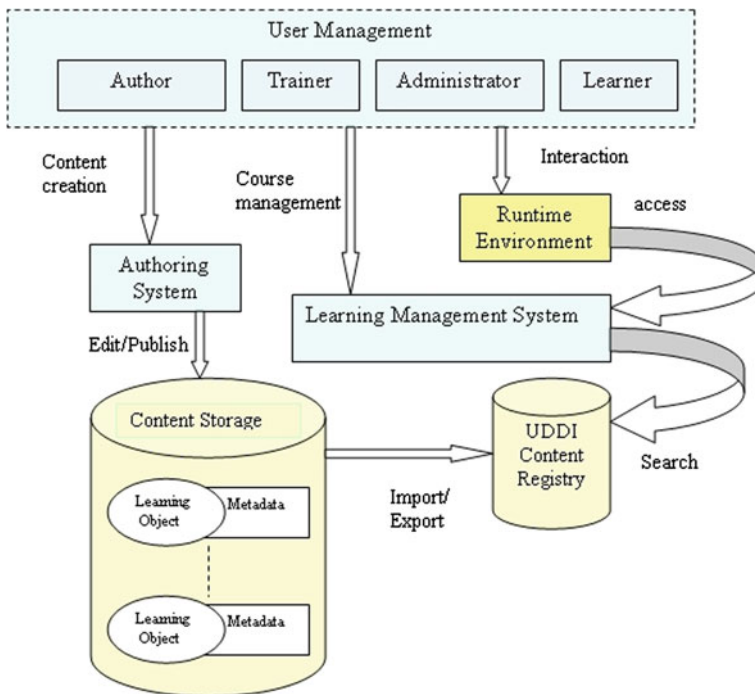 User Management
Author
Trainer
Administrator
Learner
Content
creation
Course
management
Interaction
access
Runtime
Environment
Authoring
System
Learning Management System
Edit/Publish
Content Storage
UDDI
Content
Registry
Search
Import/
Export
Learning
Object
Metadata
Learning
Object
Metadata